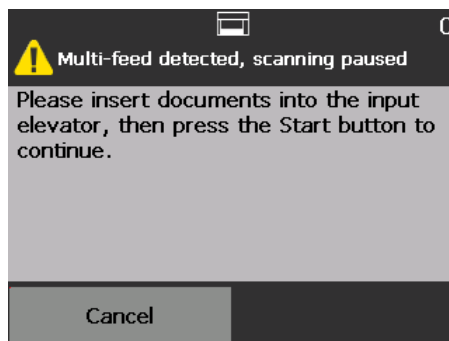 Multi-feed detected, scanning paused
Please insert documents into the input
elevator, then press the Start button to
continue.
Cancel